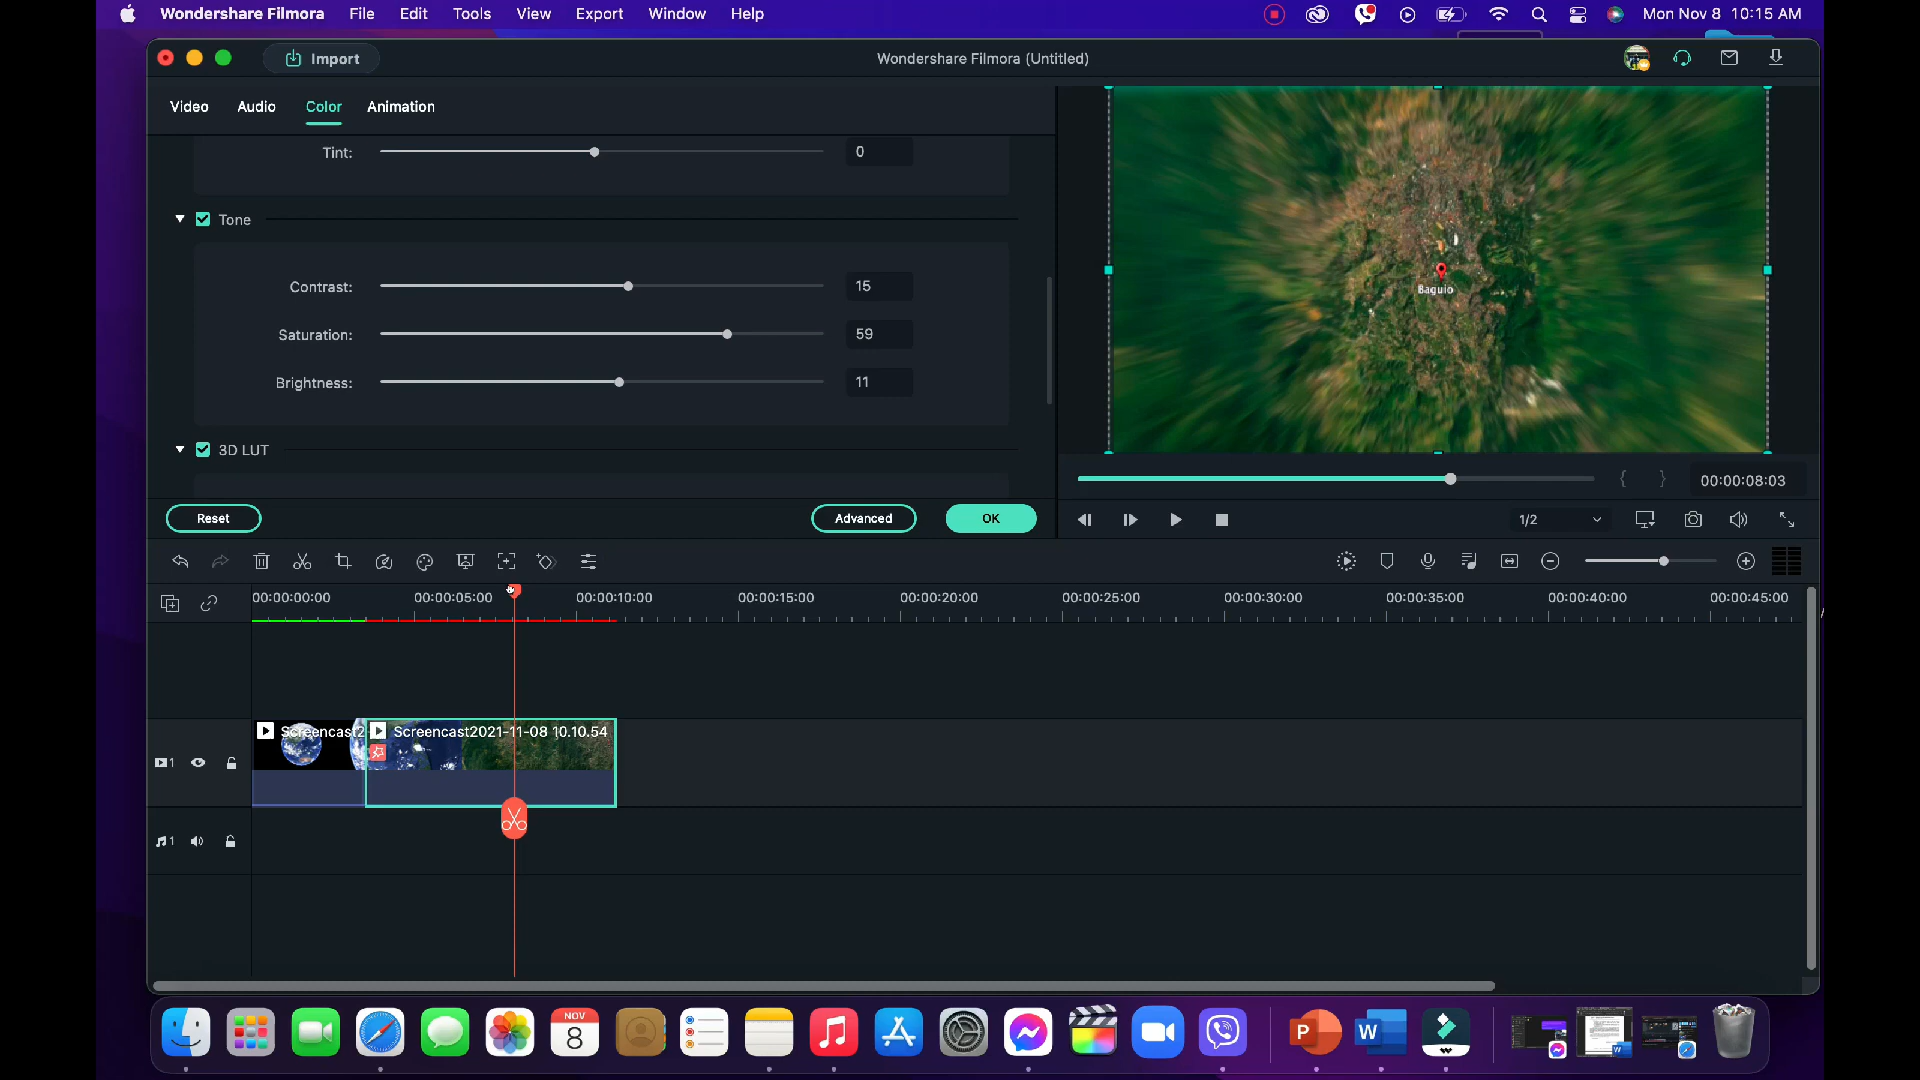 Wondershare Filmora File Edit Tools View Export Window Help Mon Nov 8 10:15 AM
Import Wondershare Filmora (Untitled)
Video Audio Color Animation
Tint: 0
Tone
Contrast: 15
Saturation: 59
Brightness: 11
3D LUT
Reset Advanced OK
Baguio
00:00:08:03
1/2
00:00:00:00 00:00:05:00 00:00:10:00 00:00:15:00 00:00:20:00 00:00:25:00 00:00:30:00 00:00:35:00 00:00:40:00 00:00:45:00
Screencast2 Screencast2021-11-08 10.10.54
1
1
NOV
8
P W